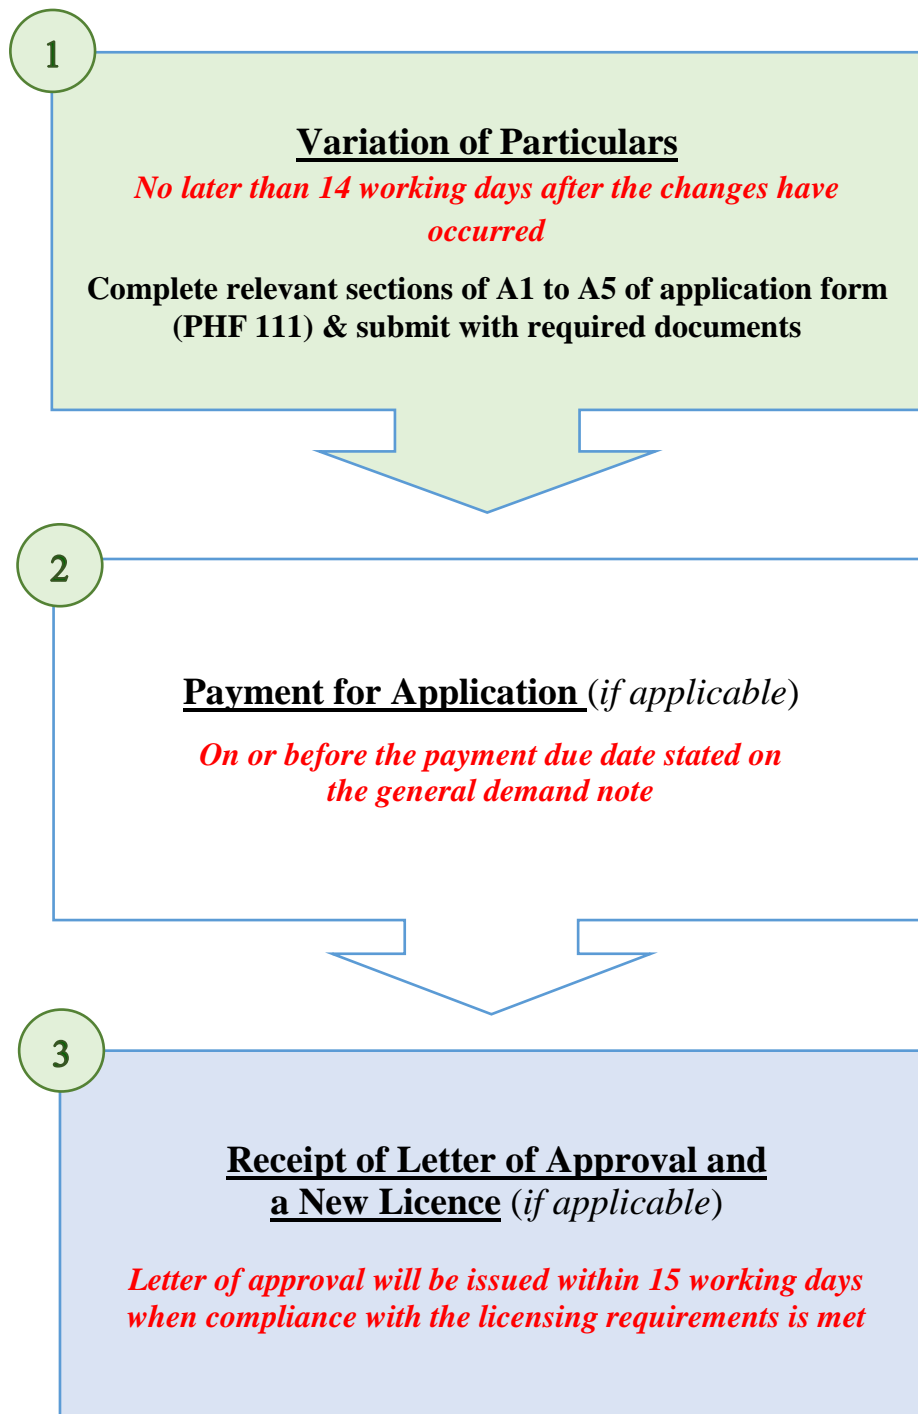 1
Variation of Particulars
No later than 14 working days after the changes have
occurred
Complete relevant sections of A1 to A5 of application form
(PHF 111) & submit with required documents
2
Payment for Application (if applicable)
On or before the payment due date stated on
the general demand note
3
Receipt of Letter of Approval and
a New Licence (if applicable)
Letter of approval will be issued within 15 working days
when compliance with the licensing requirements is met